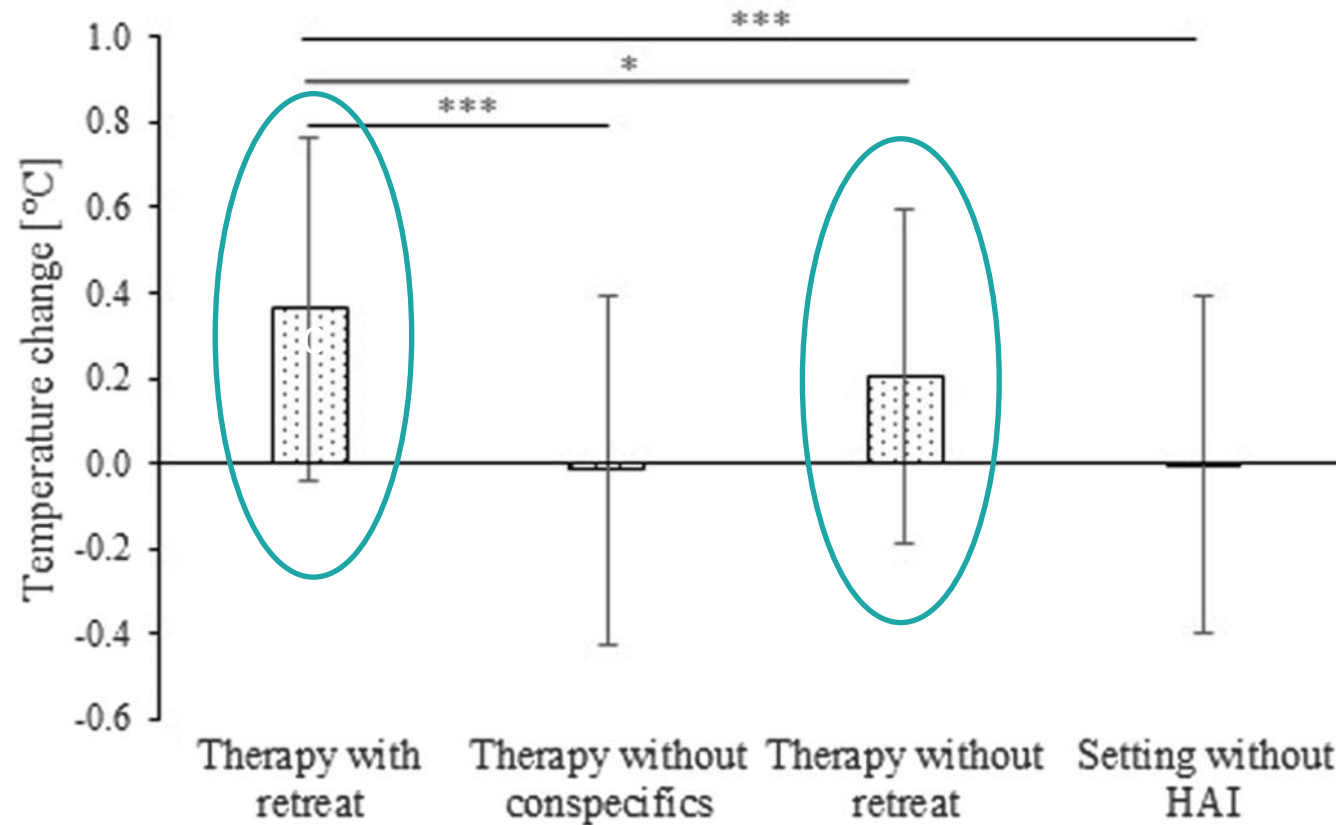 ***
*
***
1.0
0.8
0.6
0.4
0.2
0.0
-0.2
-0.4
-0.6
Temperature change [°C]
Therapy with
retreat
Therapy without
conspecifics
Therapy without
retreat
Setting without
HAI